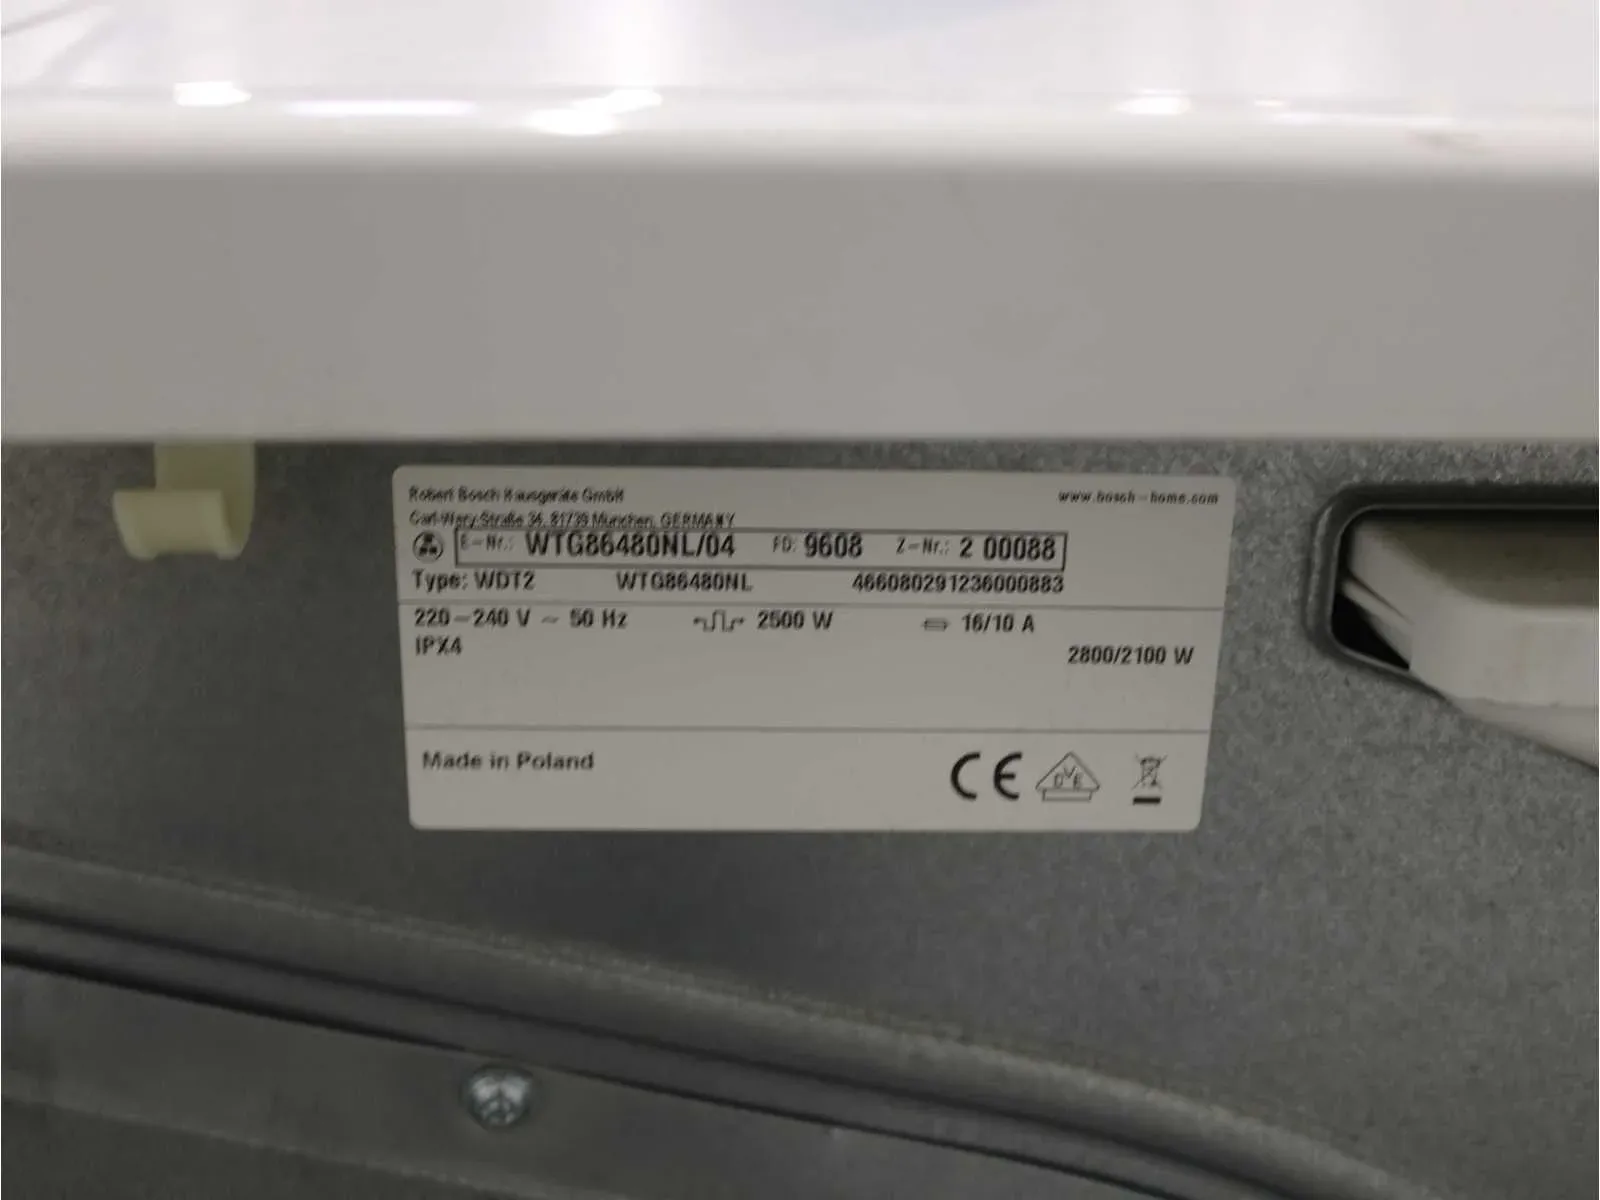 Robert Bosch Hausgeräte GmbH www.bosch-home.com
Carl-Wery-Straße 34, 81739 München, GERMANY
E-Nr.: WTG86480NL/04 FD: 9608 Z-Nr.: 2 00088
Type: WDT2 WTG86480NL 466080291236000883
220-240 V ~ 50 Hz 2500 W 16/10 A
IPX4 2800/2100 W
Made in Poland CE
DVE